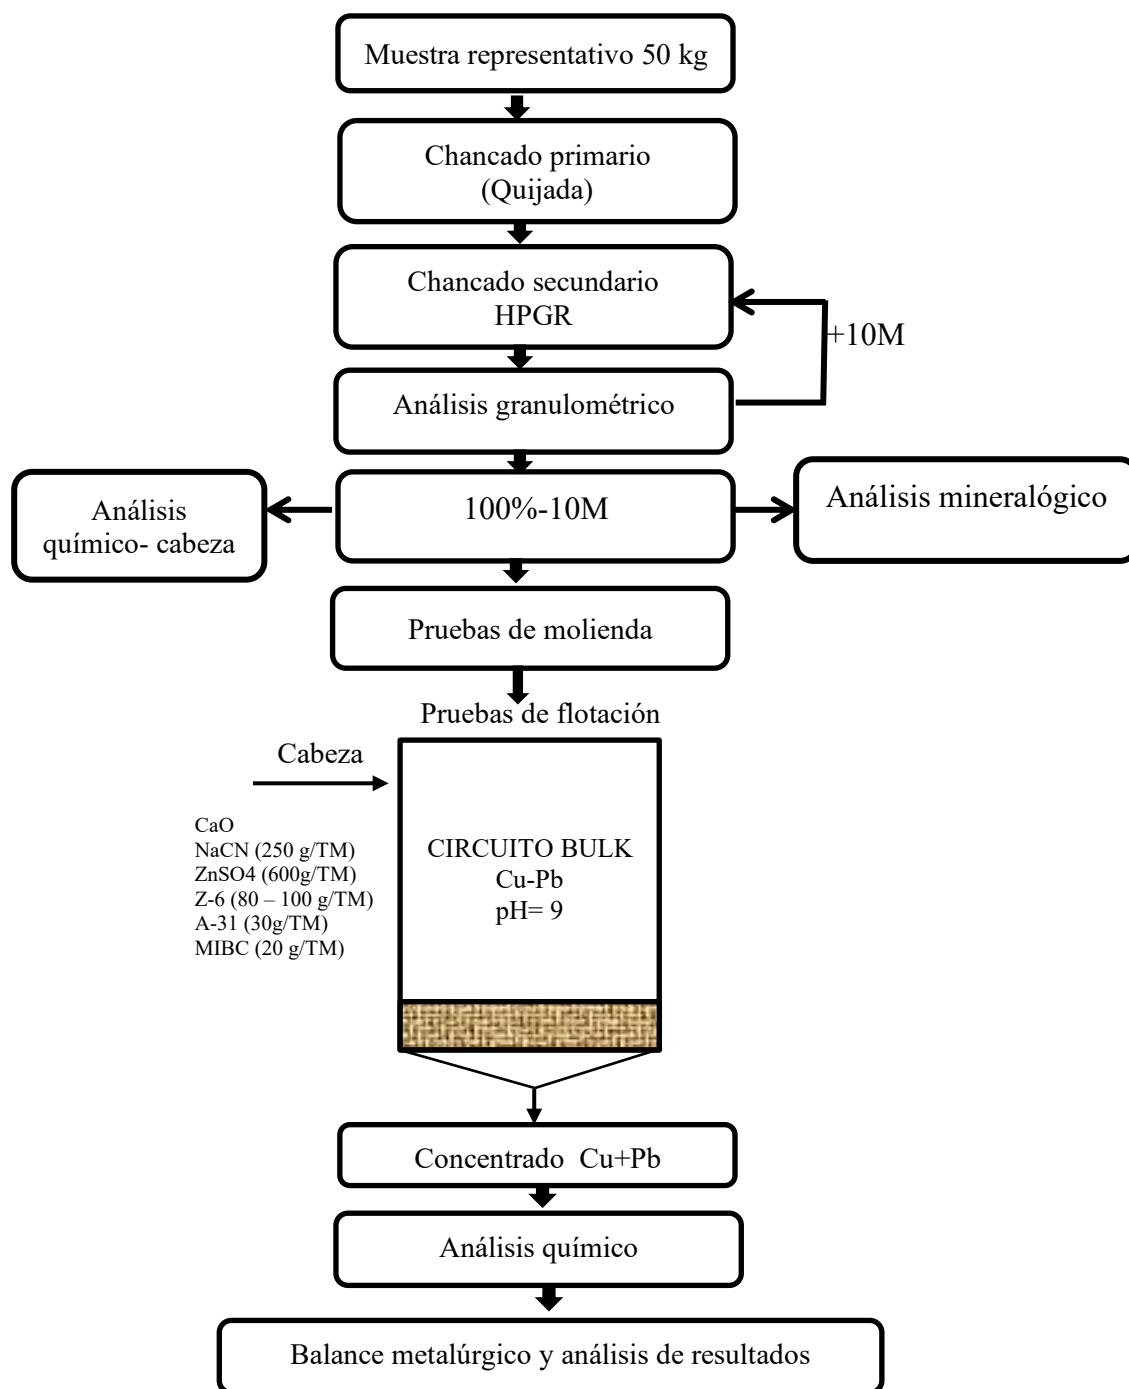 Muestra representativo 50 kg
Chancado primario
(Quijada)
Chancado secundario
HPGR
+10M
Análisis granulométrico
100%-10M
Análisis
químico- cabeza
Análisis mineralógico
Pruebas de molienda
Pruebas de flotación
Cabeza
CaO
NaCN (250 g/TM)
ZnSO4 (600g/TM)
Z-6 (80 – 100 g/TM)
A-31 (30g/TM)
MIBC (20 g/TM)
CIRCUITO BULK
Cu-Pb
pH= 9
Concentrado  Cu+Pb
Análisis químico
Balance metalúrgico y análisis de resultados